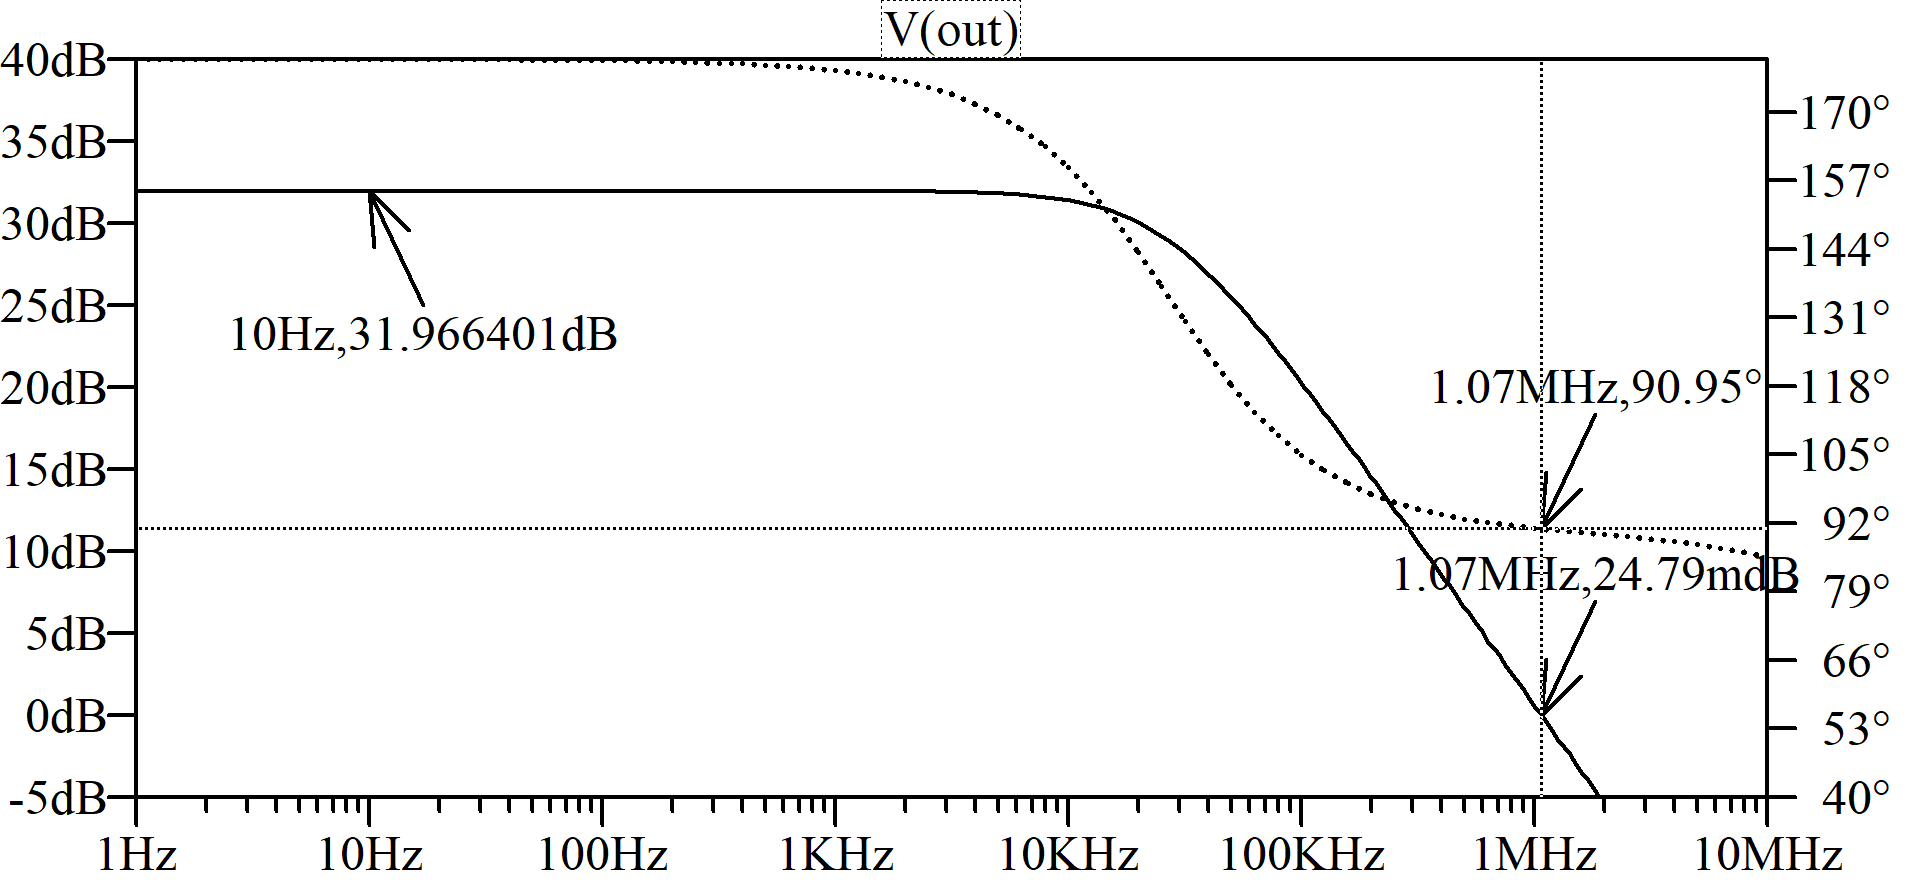 V(out)
40dB
35dB
30dB
25dB
20dB
15dB
10dB
5dB
0dB
-5dB
170°
157°
144°
131°
118°
105°
92°
79°
66°
53°
40°
10Hz,31.966401dB
1.07MHz,90.95°
1.07MHz,24.79mdB
1Hz 10Hz 100Hz 1KHz 10KHz 100KHz 1MHz 10MHz